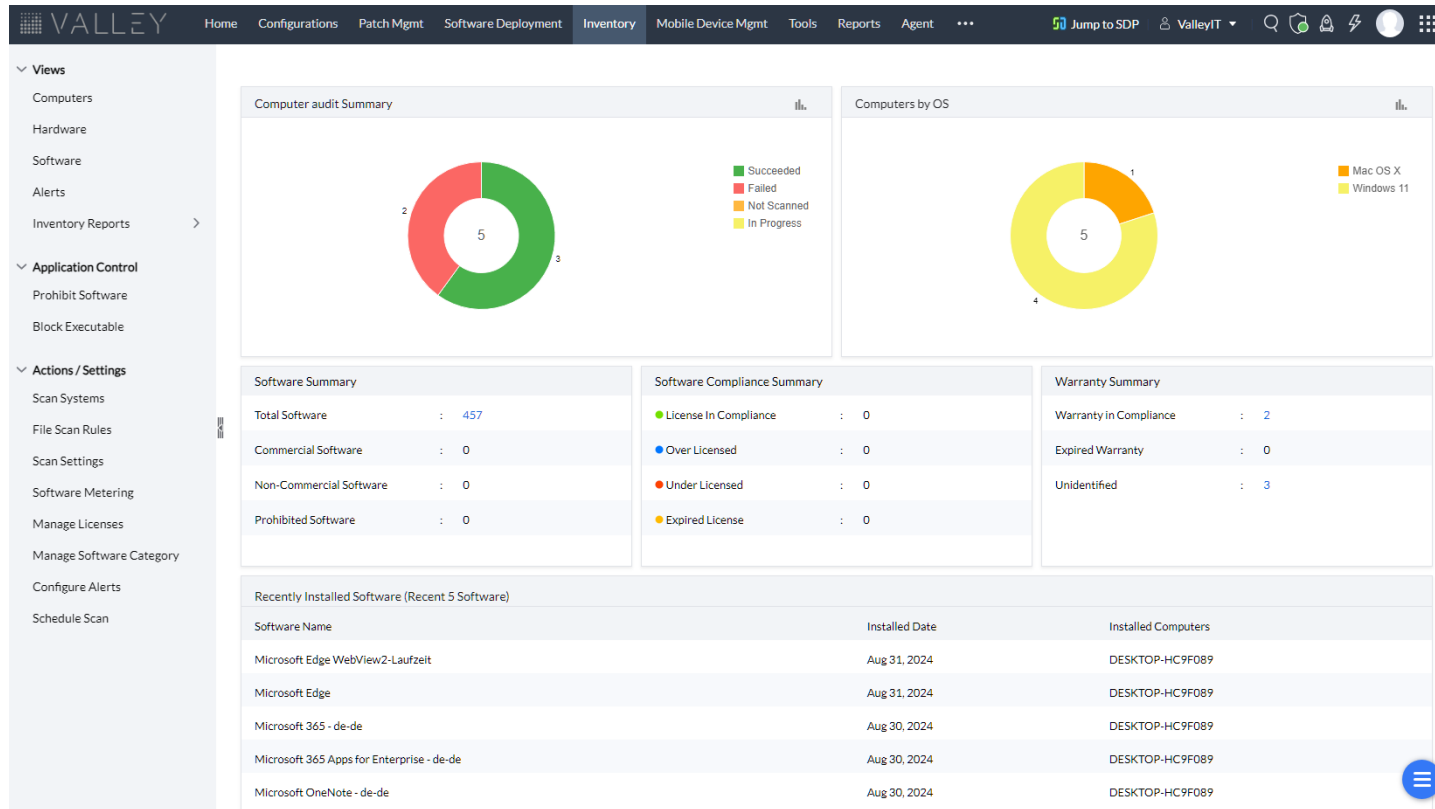 VALLEY
Home Configurations Patch Mgmt Software Deployment Inventory Mobile Device Mgmt Tools Reports Agent ••• Jump to SDP ValleyIT
Views
Computers
Hardware
Software
Alerts
Inventory Reports
Application Control
Prohibit Software
Block Executable
Actions / Settings
Scan Systems
File Scan Rules
Scan Settings
Software Metering
Manage Licenses
Manage Software Category
Configure Alerts
Schedule Scan
Computer audit Summary
2
5
3
Succeeded
Failed
Not Scanned
In Progress
Computers by OS
1
5
4
Mac OS X
Windows 11
Software Summary
Total Software : 457
Commercial Software : 0
Non-Commercial Software : 0
Prohibited Software : 0
Software Compliance Summary
License In Compliance : 0
Over Licensed : 0
Under Licensed : 0
Expired License : 0
Warranty Summary
Warranty in Compliance : 2
Expired Warranty : 0
Unidentified : 3
Recently Installed Software (Recent 5 Software)
Software Name Installed Date Installed Computers
Microsoft Edge WebView2-Laufzeit Aug 31, 2024 DESKTOP-HC9F089
Microsoft Edge Aug 31, 2024 DESKTOP-HC9F089
Microsoft 365 - de-de Aug 30, 2024 DESKTOP-HC9F089
Microsoft 365 Apps for Enterprise - de-de Aug 30, 2024 DESKTOP-HC9F089
Microsoft OneNote - de-de Aug 30, 2024 DESKTOP-HC9F089